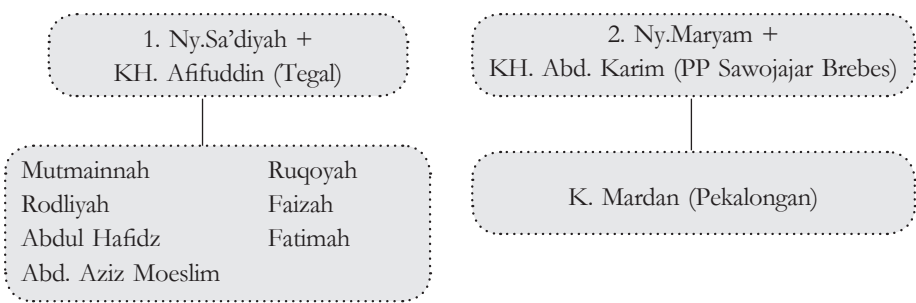 1. Ny.Sa’diyah +
KH. Afifuddin (Tegal)
Mutmainnah
Rodliyah
Abdul Hafidz
Abd. Aziz Moeslim
Ruqoyah
Faizah
Fatimah
2. Ny.Maryam +
KH. Abd. Karim (PP Sawojajar Brebes)
K. Mardan (Pekalongan)